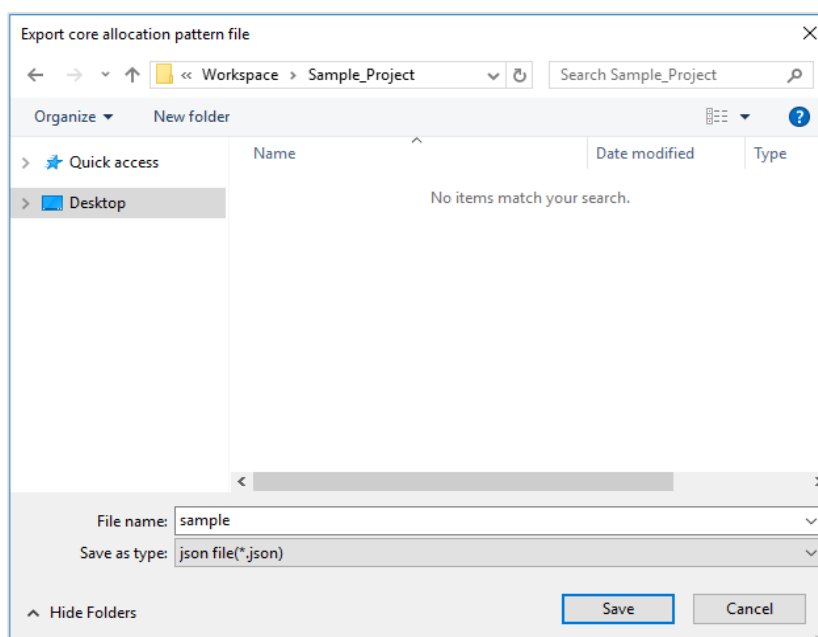 Export core allocation pattern file
« Workspace > Sample_Project
Search Sample_Project
Organize
New folder
?
Name
Date modified
Type
Quick access
Desktop
No items match your search.
File name: sample
Save as type: json file(*.json)
Hide Folders
Save
Cancel